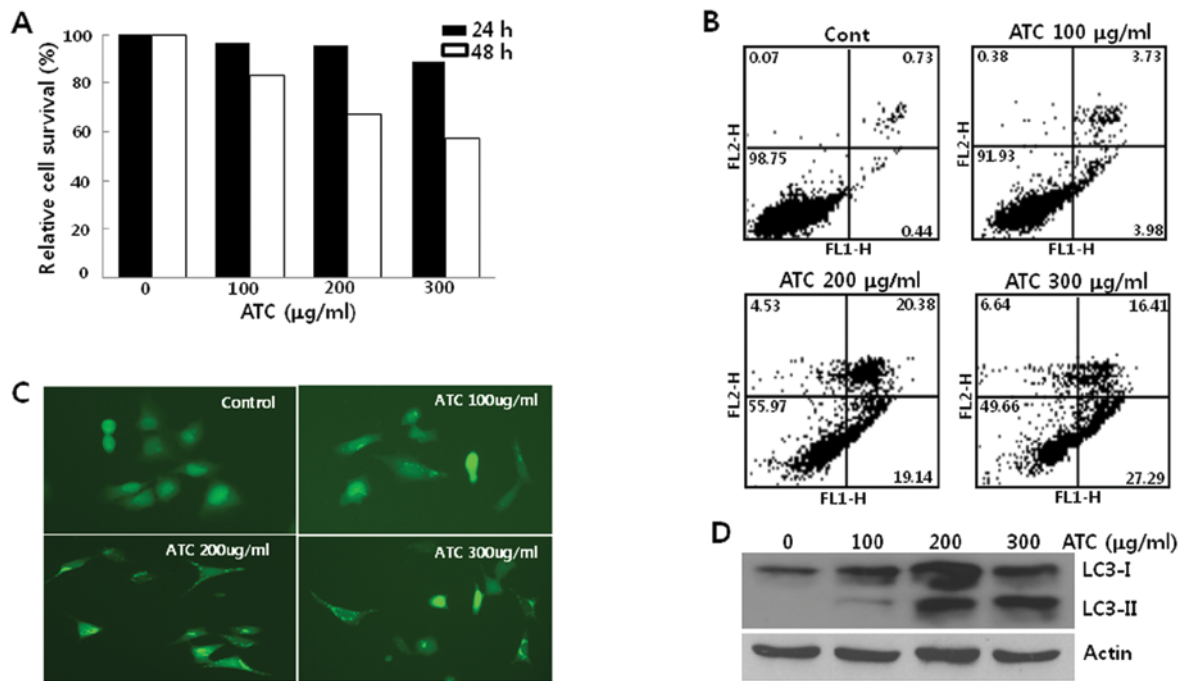 A
Relative cell survival (%)
100
80
60
40
20
0
24 h
48 h
0 100 200 300
ATC (μg/ml)
B
Cont
0.07 0.73
98.75
0.44
FL2-H
FL1-H
ATC 100 μg/ml
0.38 3.73
91.93
3.98
FL2-H
FL1-H
ATC 200 μg/ml
4.53 20.38
55.97
19.14
FL2-H
FL1-H
ATC 300 μg/ml
6.64 16.41
49.66
27.29
FL2-H
FL1-H
C
Control
ATC 100ug/ml
ATC 200ug/ml
ATC 300ug/ml
D
0 100 200 300 ATC (μg/ml)
LC3-I
LC3-II
Actin